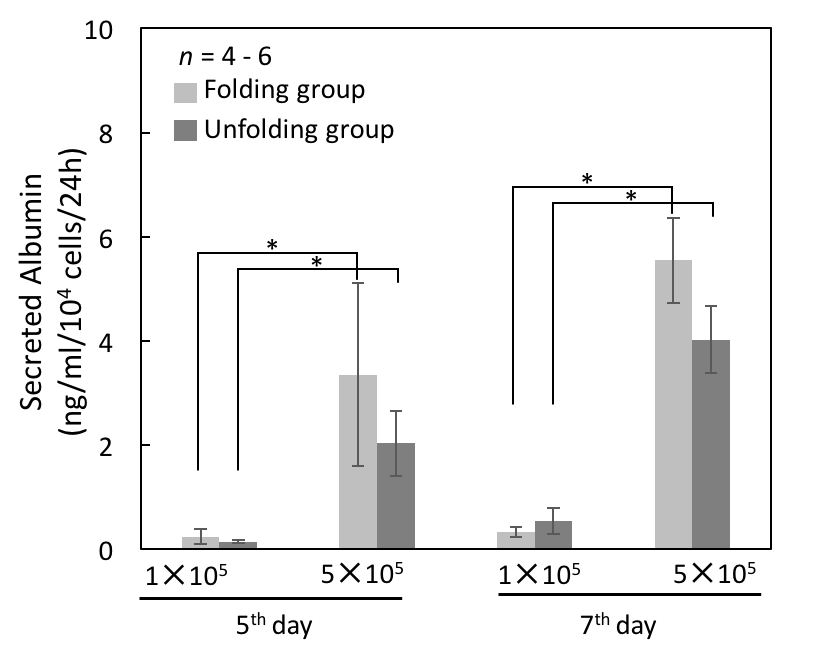 10
8
6
4
2
0
Secreted Albumin
(ng/ml/10⁴ cells/24h)
n = 4 - 6
Folding group
Unfolding group
*
*
*
*
1×10⁵
5×10⁵
1×10⁵
5×10⁵
5ᵗʰ day
7ᵗʰ day